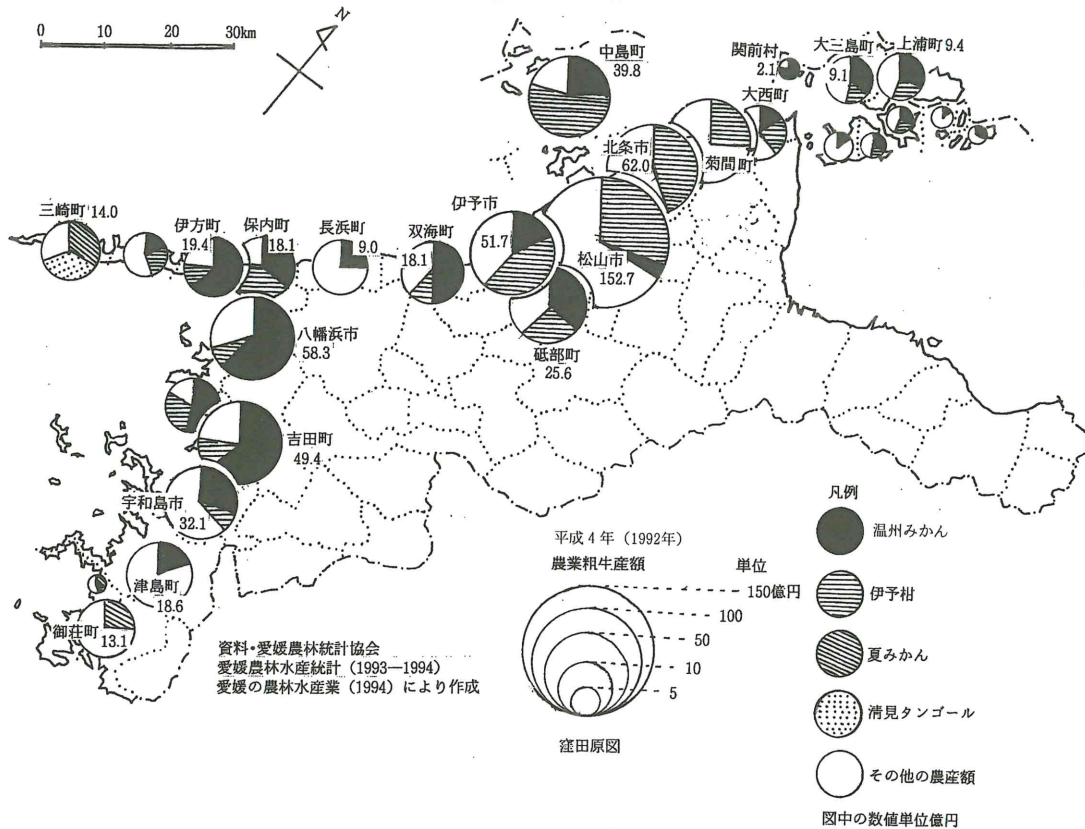 0 10 20 30km
N
中島町
39.8
関前村
2.1
大三島町
9.1
上浦町 9.4
大西町
菊間町
北条市
62.0
松山市
152.7
伊予市
51.7
砥部町
25.6
双海町
18.1
長浜町
9.0
保内町
18.1
伊方町
19.4
三崎町 14.0
八幡浜市
58.3
吉田町
49.4
宇和島市
32.1
津島町
18.6
御荘町
13.1
資料・愛媛農林統計協会
愛媛農林水産統計(1993—1994)
愛媛の農林水産業(1994)により作成
平成4年(1992年)
農業粗生産額
単位
150億円
100
50
10
5
窪田原図
凡例
温州みかん
伊予柑
夏みかん
清見タンゴール
その他の農産額
図中の数値単位億円